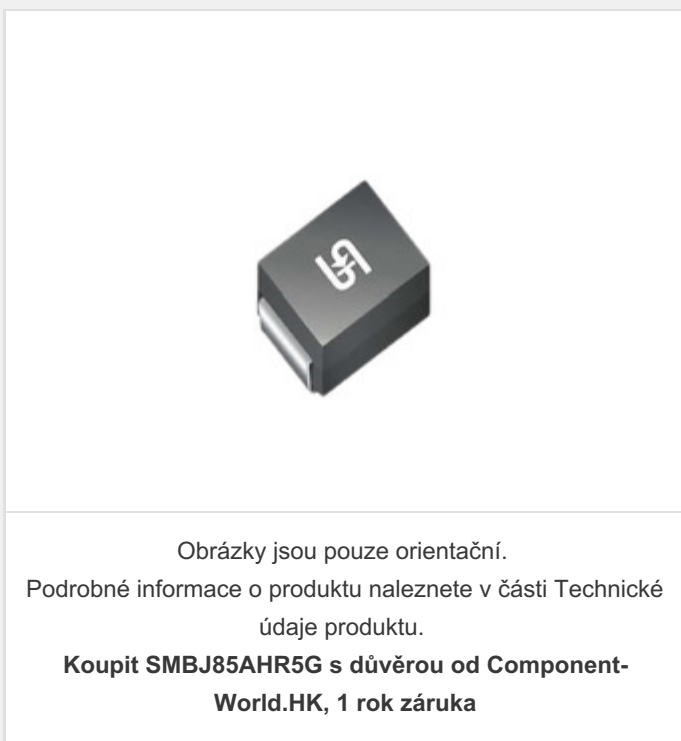 Obrázky jsou pouze orientační.
Podrobné informace o produktu naleznete v části Technické
údaje produktu.
Koupit SMBJ85AHR5G s důvěrou od Component-
World.HK, 1 rok záruka